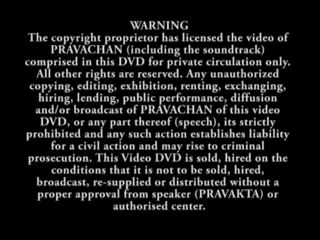 WARNING
The copyright proprietor has licensed the video of
PRAVACHAN (including the soundtrack)
comprised in this DVD for private circulation only.
All other rights are reserved. Any unauthorized
copying, editing, exhibition, renting, exchanging,
hiring, lending, public performance, diffusion
and/or broadcast of PRAVACHAN of this video
DVD, or any part thereof (speech), its strictly
prohibited and any such action establishes liability
for a civil action and may rise to criminal
prosecution. This Video DVD is sold, hired on the
conditions that it is not to be sold, hired,
broadcast, re-supplied or distributed without a
proper approval from speaker (PRAVAKTA) or
authorised center.